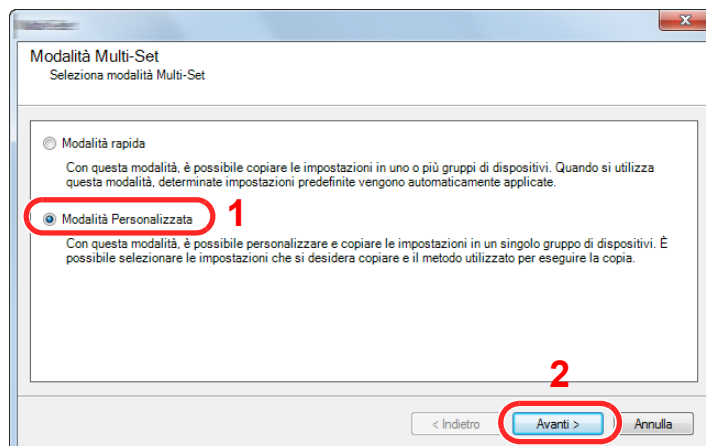 Modalità Multi-Set
Seleziona modalità Multi-Set
Modalità rapida
Con questa modalità, è possibile copiare le impostazioni in uno o più gruppi di dispositivi. Quando si utilizza
questa modalità, determinate impostazioni predefinite vengono automaticamente applicate.
Modalità Personalizzata 1
Con questa modalità, è possibile personalizzare e copiare le impostazioni in un singolo gruppo di dispositivi. È
possibile selezionare le impostazioni che si desidera copiare e il metodo utilizzato per eseguire la copia.
2
< Indietro Avanti > Annulla